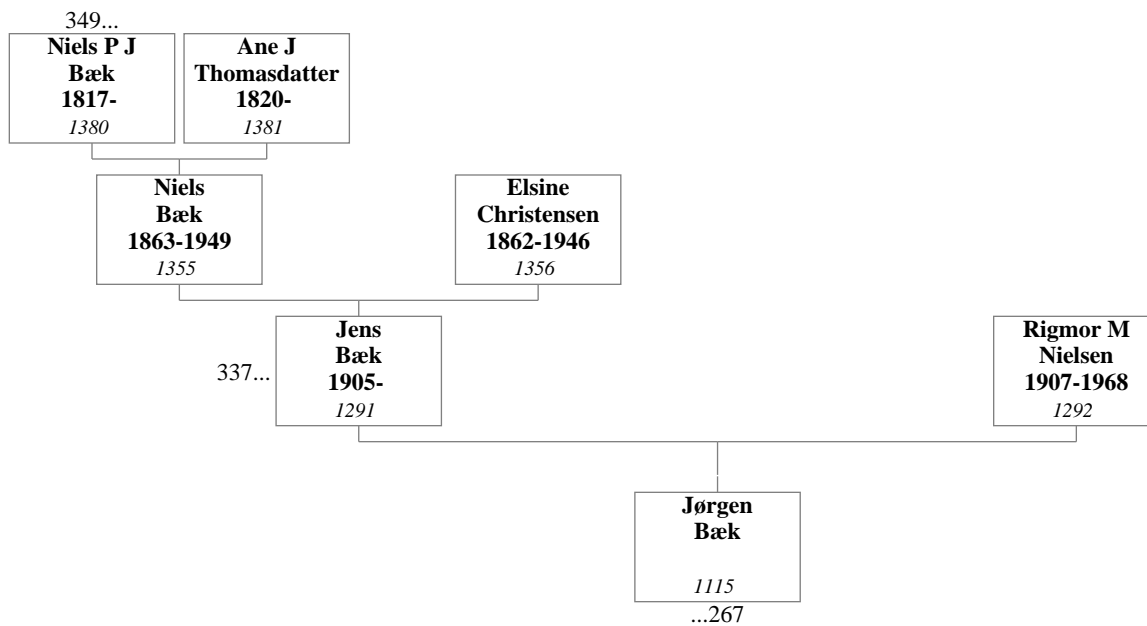 349...
Niels P J
Bæk
1817-
1380
Ane J
Thomasdatter
1820-
1381
Niels
Bæk
1863-1949
1355
Elsine
Christensen
1862-1946
1356
337...
Jens
Bæk
1905-
1291
Rigmor M
Nielsen
1907-1968
1292
Jørgen
Bæk
1115
...267